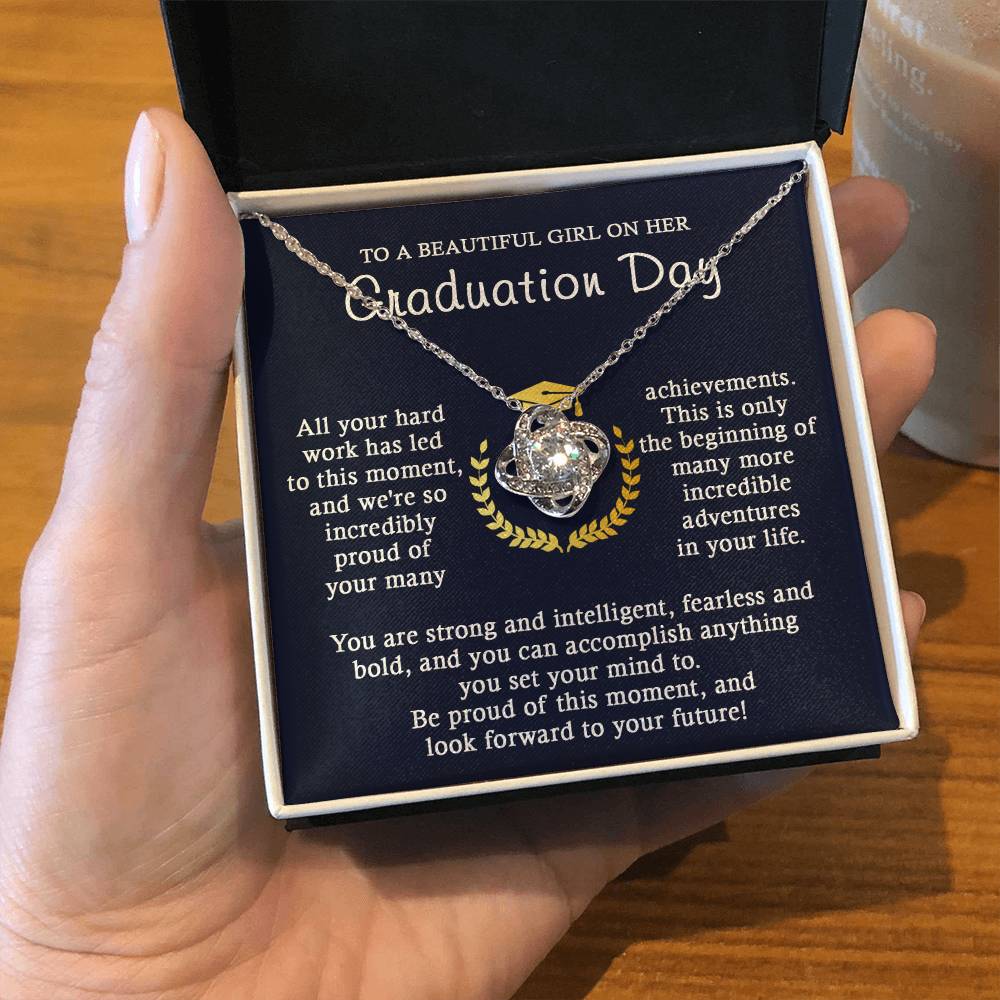 TO A BEAUTIFUL GIRL ON HER
Graduation Day
All your hard
work has led
to this moment,
and we're so
incredibly
proud of
your many
achievements.
This is only
the beginning of
many more
incredible
adventures
in your life.
You are strong and intelligent, fearless and
bold, and you can accomplish anything
you set your mind to.
Be proud of this moment, and
look forward to your future!